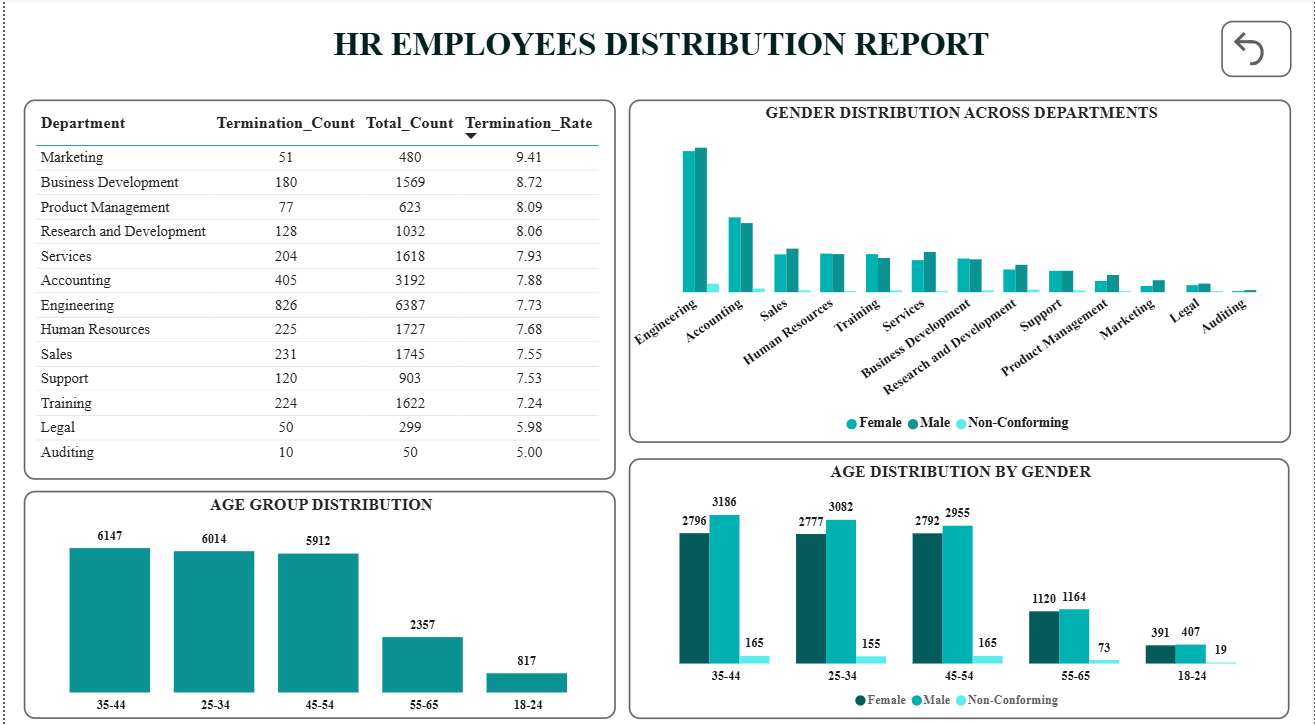 HR EMPLOYEES DISTRIBUTION REPORT
Department Termination_Count Total_Count Termination_Rate
Marketing 51 480 9.41
Business Development 180 1569 8.72
Product Management 77 623 8.09
Research and Development 128 1032 8.06
Services 204 1618 7.93
Accounting 405 3192 7.88
Engineering 826 6387 7.73
Human Resources 225 1727 7.68
Sales 231 1745 7.55
Support 120 903 7.53
Training 224 1622 7.24
Legal 50 299 5.98
Auditing 10 50 5.00
GENDER DISTRIBUTION ACROSS DEPARTMENTS
Engineering
Accounting
Sales
Human Resources
Training
Services
Business Development
Research and Development
Support
Product Management
Marketing
Legal
Auditing
Female Male Non-Conforming
AGE GROUP DISTRIBUTION
6147 6014 5912 2357 817
35-44 25-34 45-54 55-65 18-24
AGE DISTRIBUTION BY GENDER
2796 3186 165 2777 3082 155 2792 2955 165 1120 1164 73 391 407 19
35-44 25-34 45-54 55-65 18-24
Female Male Non-Conforming